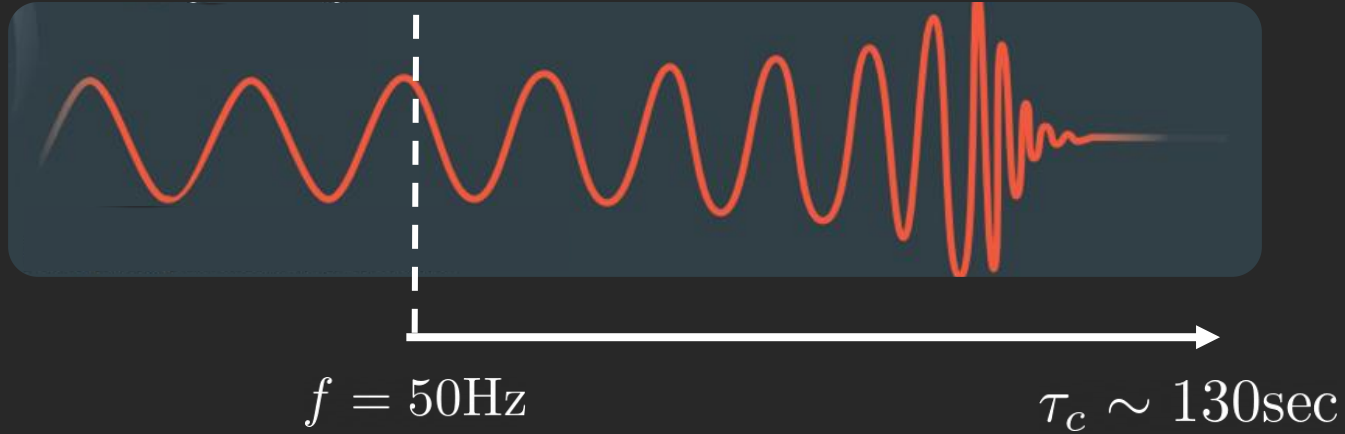 f = 50Hz
τ_c ∼ 130sec